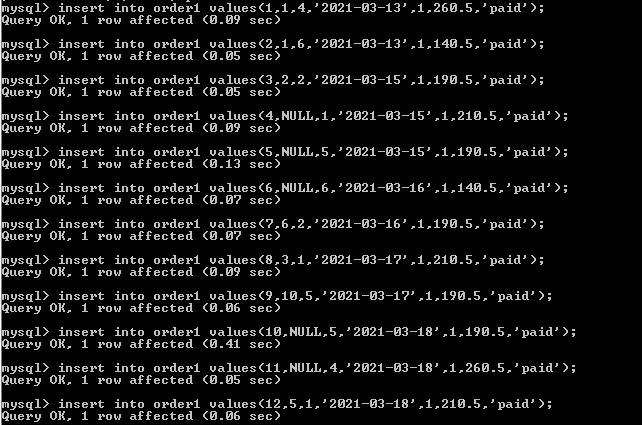 mysql> insert into order1 values(1,1,4,'2021-03-13',1,260.5,'paid');
Query OK, 1 row affected (0.09 sec)
mysql> insert into order1 values(2,1,6,'2021-03-13',1,140.5,'paid');
Query OK, 1 row affected (0.05 sec)
mysql> insert into order1 values(3,2,2,'2021-03-15',1,190.5,'paid');
Query OK, 1 row affected (0.05 sec)
mysql> insert into order1 values(4,NULL,1,'2021-03-15',1,210.5,'paid');
Query OK, 1 row affected (0.09 sec)
mysql> insert into order1 values(5,NULL,5,'2021-03-15',1,190.5,'paid');
Query OK, 1 row affected (0.13 sec)
mysql> insert into order1 values(6,NULL,6,'2021-03-16',1,140.5,'paid');
Query OK, 1 row affected (0.07 sec)
mysql> insert into order1 values(7,6,2,'2021-03-16',1,190.5,'paid');
Query OK, 1 row affected (0.07 sec)
mysql> insert into order1 values(8,3,1,'2021-03-17',1,210.5,'paid');
Query OK, 1 row affected (0.09 sec)
mysql> insert into order1 values(9,10,5,'2021-03-17',1,190.5,'paid');
Query OK, 1 row affected (0.06 sec)
mysql> insert into order1 values(10,NULL,5,'2021-03-18',1,190.5,'paid');
Query OK, 1 row affected (0.41 sec)
mysql> insert into order1 values(11,NULL,4,'2021-03-18',1,260.5,'paid');
Query OK, 1 row affected (0.05 sec)
mysql> insert into order1 values(12,5,1,'2021-03-18',1,210.5,'paid');
Query OK, 1 row affected (0.06 sec)